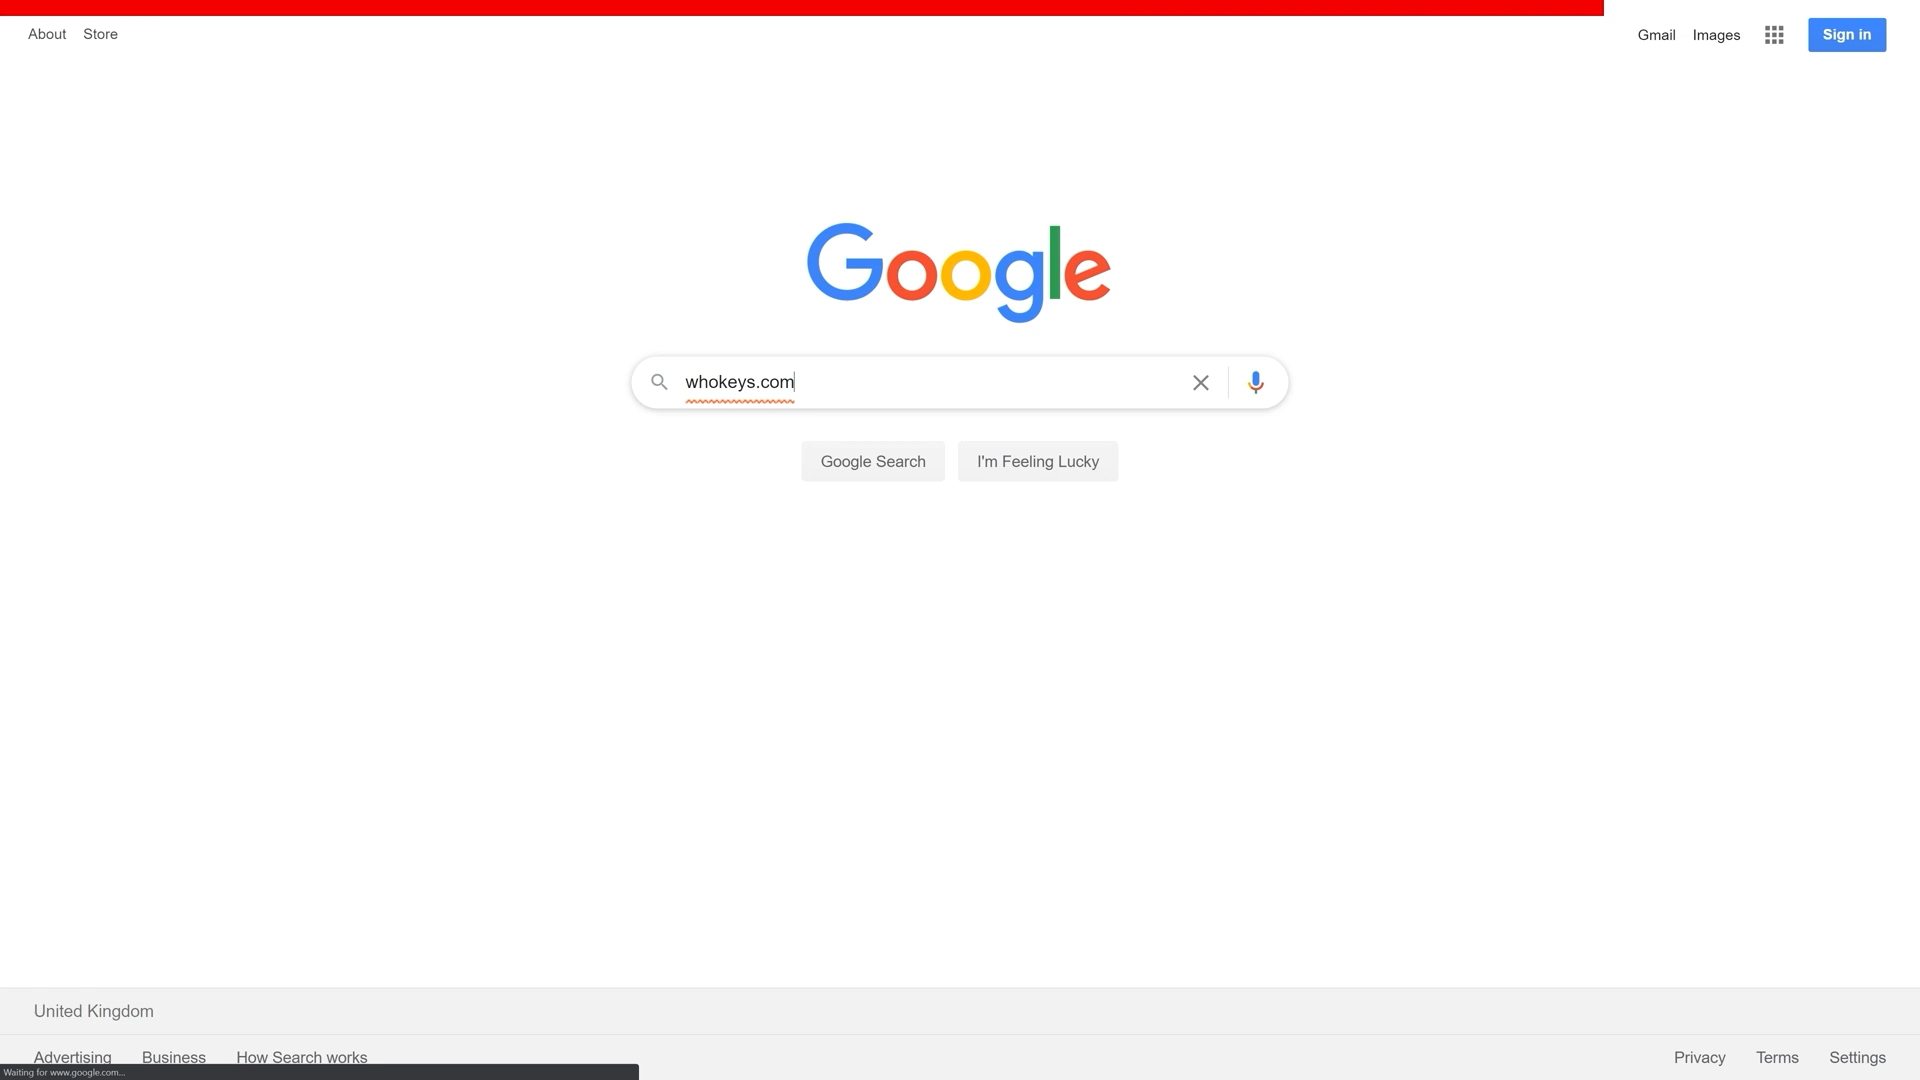 About Store Gmail Images Sign in
Google
whokeys.com
Google Search I'm Feeling Lucky
United Kingdom
Advertising Business How Search works Privacy Terms Settings
Waiting for www.google.com...